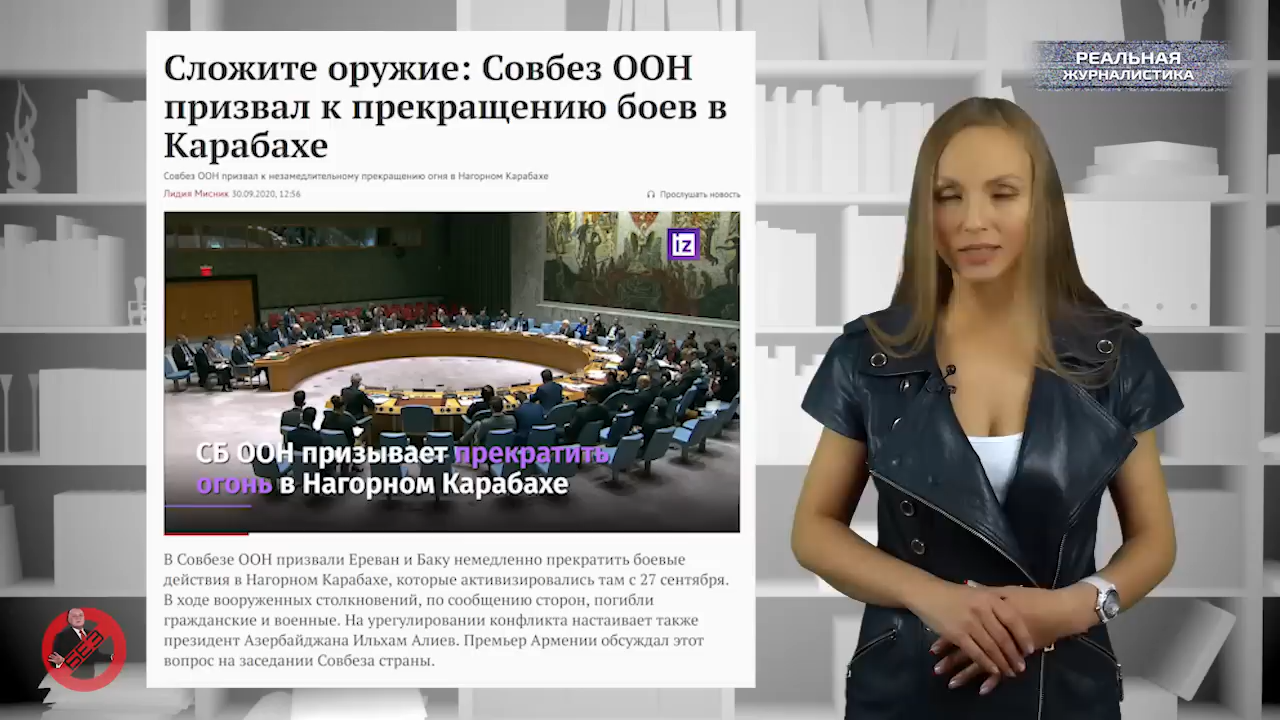 Сложите оружие: Совбез ООН
призвал к прекращению боев в
Карабахе
Совбез ООН призвал к незамедлительному прекращению огня в Нагорном Карабахе
Лидия Мисник 30.09.2020, 12:56
Прослушать новость
iz
СБ ООН призывает прекратить
огонь в Нагорном Карабахе
В Совбезе ООН призвали Ереван и Баку немедленно прекратить боевые
действия в Нагорном Карабахе, которые активизировались там с 27 сентября.
В ходе вооруженных столкновений, по сообщению сторон, погибли
гражданские и военные. На урегулировании конфликта настаивает также
президент Азербайджана Ильхам Алиев. Премьер Армении обсуждал этот
вопрос на заседании Совбеза страны.
РЕАЛЬНАЯ
ЖУРНАЛИСТИКА
БЕЗ